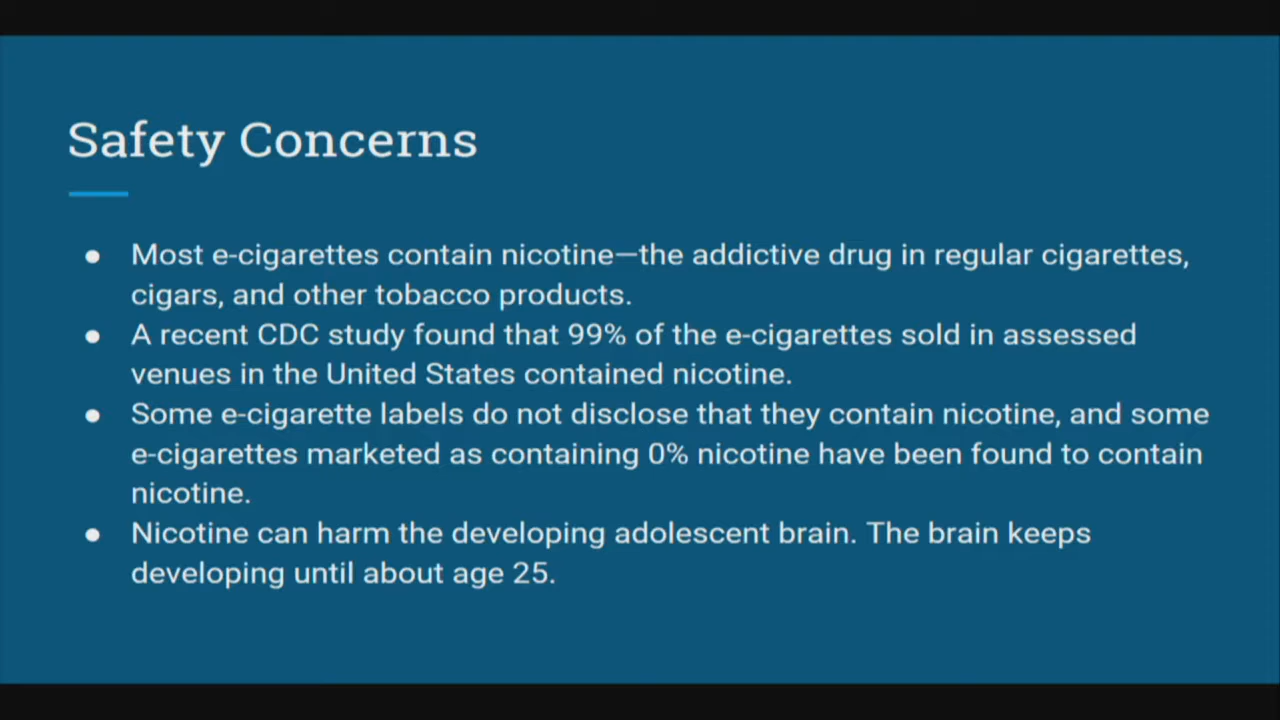 Safety Concerns
● Most e-cigarettes contain nicotine—the addictive drug in regular cigarettes,
cigars, and other tobacco products.
● A recent CDC study found that 99% of the e-cigarettes sold in assessed
venues in the United States contained nicotine.
● Some e-cigarette labels do not disclose that they contain nicotine, and some
e-cigarettes marketed as containing 0% nicotine have been found to contain
nicotine.
● Nicotine can harm the developing adolescent brain. The brain keeps
developing until about age 25.